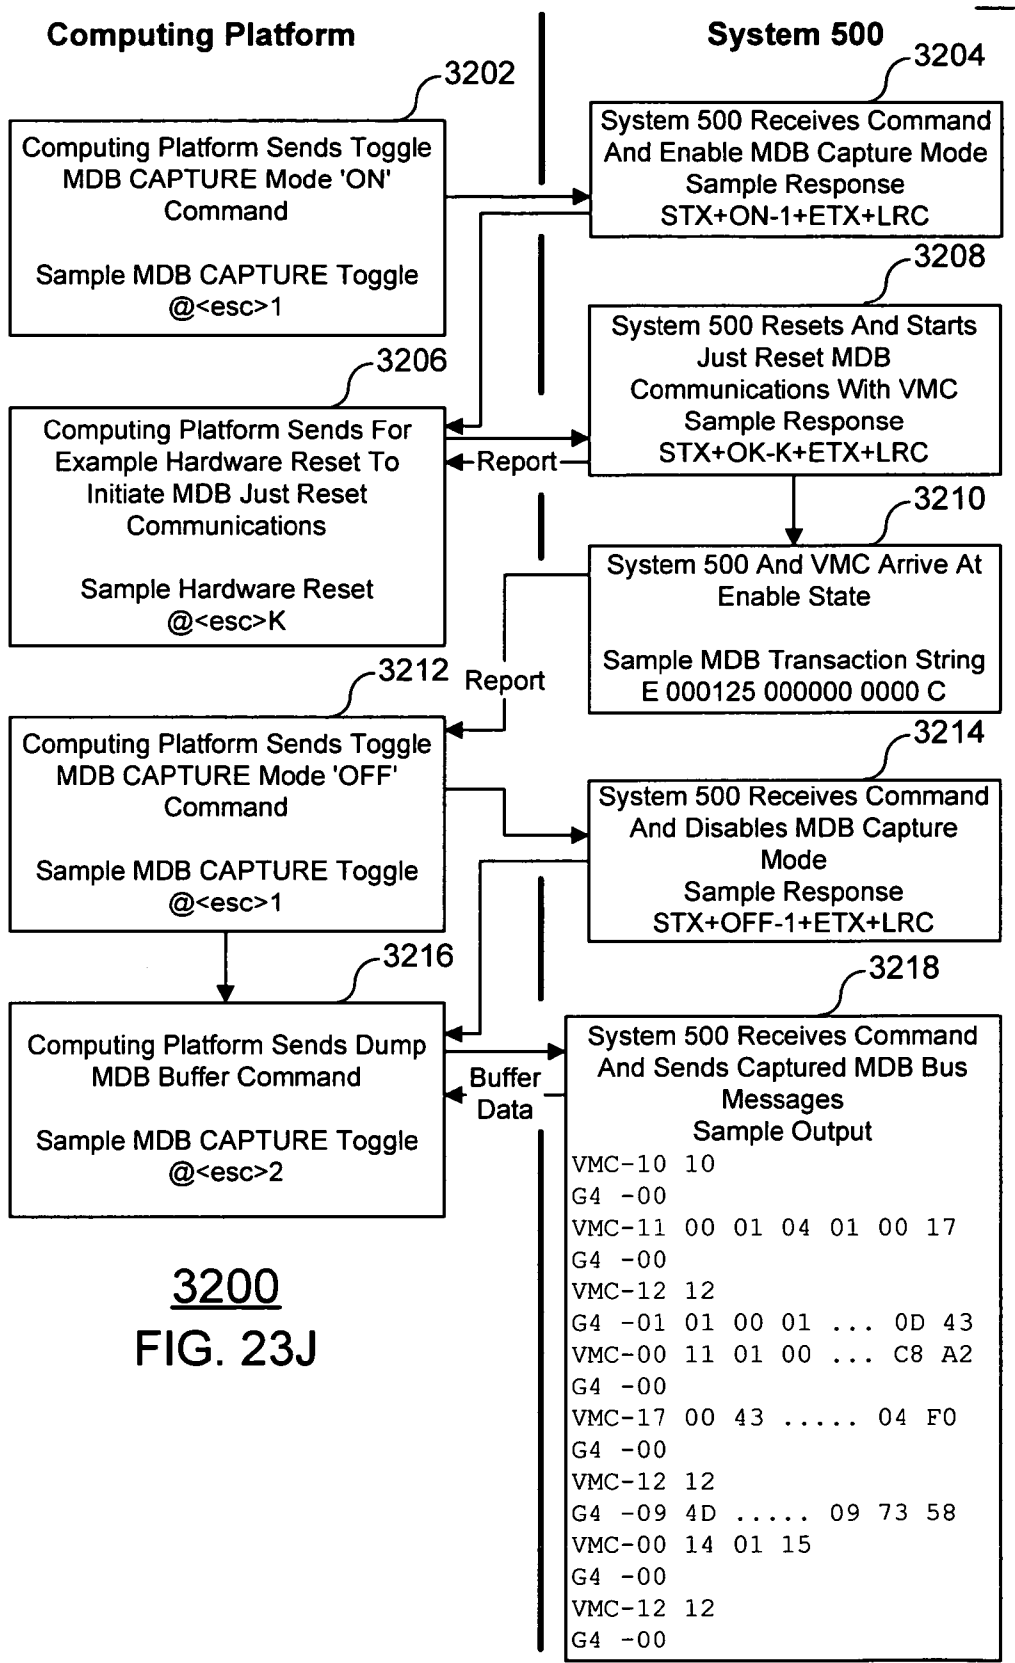 Computing Platform
System 500
3202
Computing Platform Sends Toggle
MDB CAPTURE Mode 'ON'
Command
Sample MDB CAPTURE Toggle
@<esc>1
3204
System 500 Receives Command
And Enable MDB Capture Mode
Sample Response
STX+ON-1+ETX+LRC
3206
Computing Platform Sends For
Example Hardware Reset To
Initiate MDB Just Reset
Communications
Sample Hardware Reset
@<esc>K
3208
System 500 Resets And Starts
Just Reset MDB
Communications With VMC
Sample Response
STX+OK-K+ETX+LRC
Report
3210
System 500 And VMC Arrive At
Enable State
Sample MDB Transaction String
E 000125 000000 0000 C
Report
3212
Computing Platform Sends Toggle
MDB CAPTURE Mode 'OFF'
Command
Sample MDB CAPTURE Toggle
@<esc>1
3214
System 500 Receives Command
And Disables MDB Capture
Mode
Sample Response
STX+OFF-1+ETX+LRC
3216
Computing Platform Sends Dump
MDB Buffer Command
Sample MDB CAPTURE Toggle
@<esc>2
Buffer
Data
3218
System 500 Receives Command
And Sends Captured MDB Bus
Messages
Sample Output
VMC-10 10
G4 -00
VMC-11 00 01 04 01 00 17
G4 -00
VMC-12 12
G4 -01 01 00 01 ... 0D 43
VMC-00 11 01 00 ... C8 A2
G4 -00
VMC-17 00 43 ..... 04 F0
G4 -00
VMC-12 12
G4 -09 4D ..... 09 73 58
VMC-00 14 01 15
G4 -00
VMC-12 12
G4 -00
3200
FIG. 23J